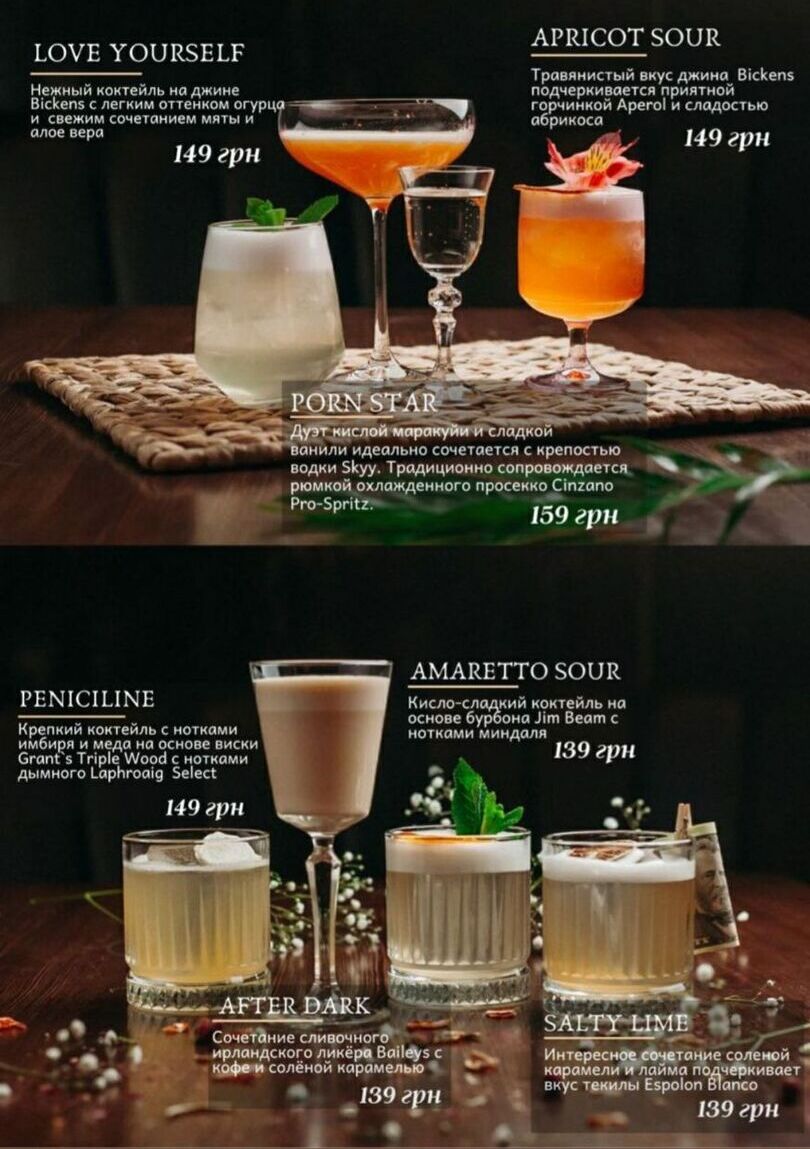 LOVE YOURSELF
Нежный коктейль на джине
Bickens с легким оттенком огурца
и свежим сочетанием мяты и
алое вера
149 грн
APRICOT SOUR
Травянистый вкус джина Bickens
подчеркивается приятной
горчинкой Aperol и сладостью
абрикоса
149 грн
PORN STAR
Дуэт кислой маракуйи и сладкой
ванили идеально сочетается с крепостью
водки Skyy. Традиционно сопровождается
рюмкой охлажденного просекко Cinzano
Pro-Spritz.
159 грн
PENICILINE
Крепкий коктейль с нотками
имбиря и меда на основе виски
Grant`s Triple Wood с нотками
дымного Laphroaig Select
149 грн
AMARETTO SOUR
Кисло-сладкий коктейль на
основе бурбона Jim Beam с
нотками миндаля
139 грн
AFTER DARK
Сочетание сливочного
ирландского ликёра Baileys с
кофе и солёной карамелью
139 грн
SALTY LIME
Интересное сочетание соленой
карамели и лайма подчеркивает
вкус текилы Espolon Blanco
139 грн